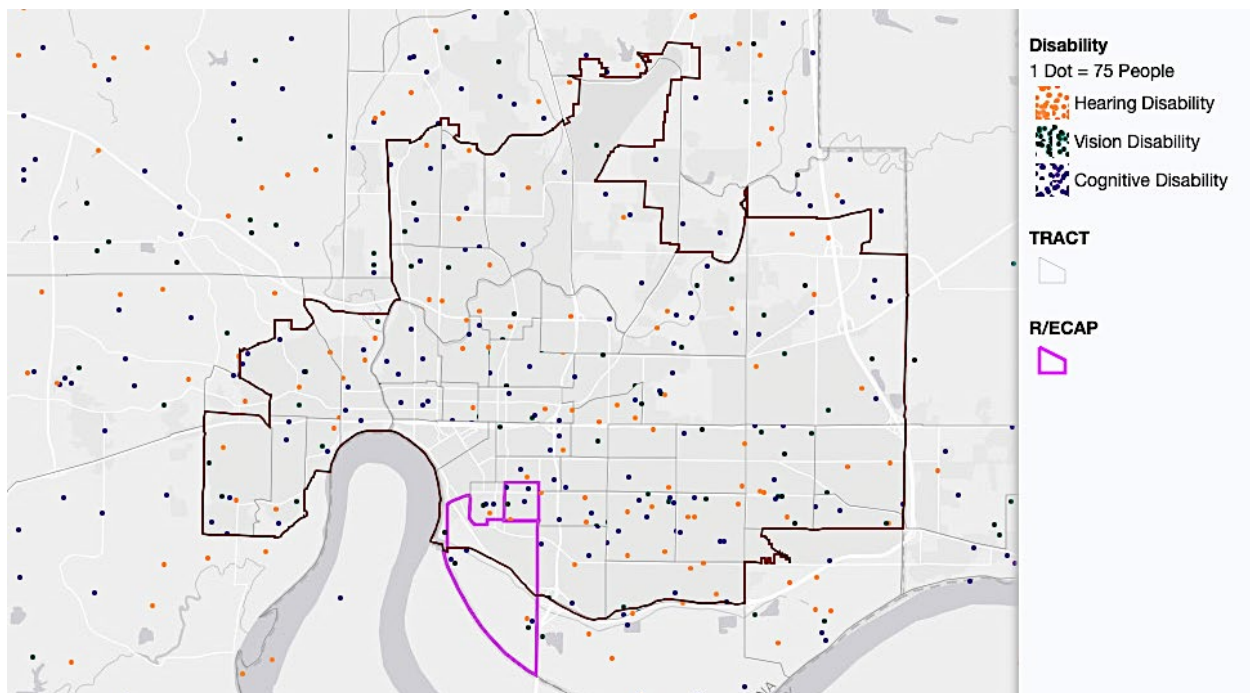 Disability
1 Dot = 75 People
Hearing Disability
Vision Disability
Cognitive Disability
TRACT
R/ECAP